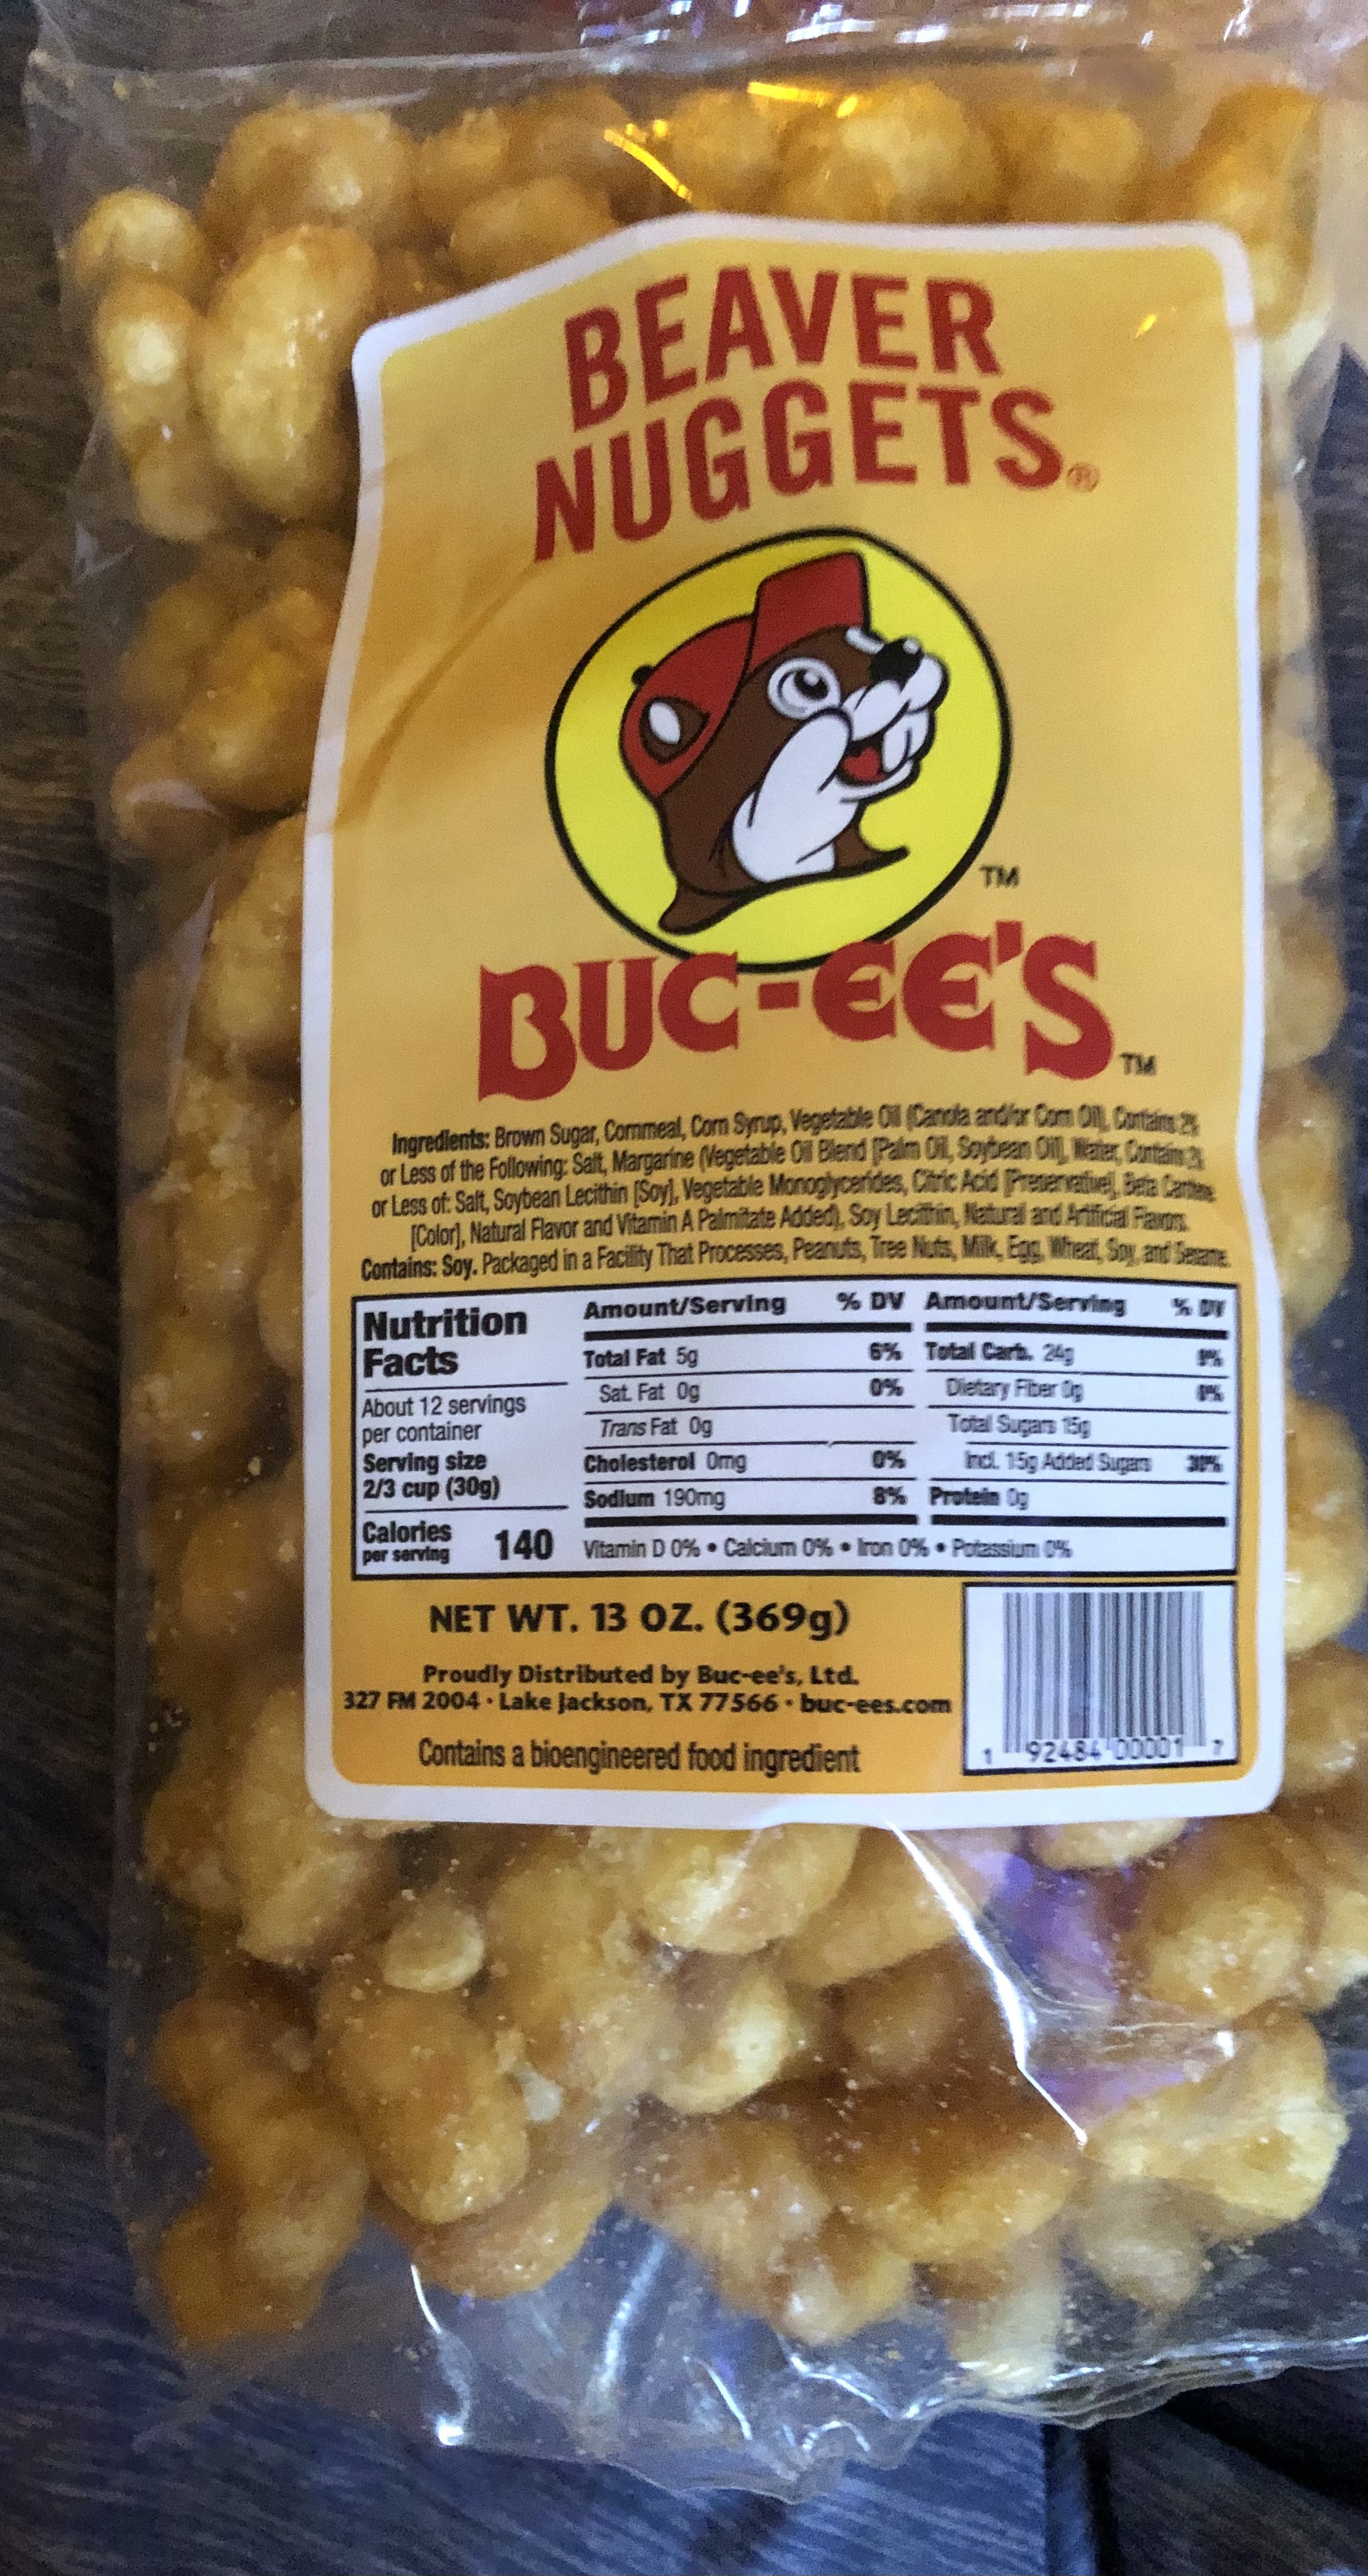 BEAVER
NUGGETS®
TM
BUC-EE'S TM
Ingredients: Brown Sugar, Cornmeal, Corn Syrup, Vegetable Oil (Canola and/or Corn Oil), Contains 2%
or Less of the Following: Salt, Margarine (Vegetable Oil Blend [Palm Oil, Soybean Oil], Water, Contains 2%
or Less of: Salt, Soybean Lecithin [Soy], Vegetable Monoglycerides, Citric Acid [Preservative], Beta Carotene
[Color], Natural Flavor and Vitamin A Palmitate Added), Soy Lecithin, Natural and Artificial Flavors.
Contains: Soy. Packaged in a Facility That Processes, Peanuts, Tree Nuts, Milk, Egg, Wheat, Soy, and Sesame.
Nutrition
Facts
About 12 servings
per container
Serving size
2/3 cup (30g)
Calories
per serving 140
Amount/Serving % DV
Total Fat 5g 6%
Sat. Fat 0g 0%
Trans Fat 0g
Cholesterol 0mg 0%
Sodium 190mg 8%
Amount/Serving % DV
Total Carb. 24g 9%
Dietary Fiber 0g 0%
Total Sugars 15g
Incl. 15g Added Sugars 30%
Protein 0g
Vitamin D 0% • Calcium 0% • Iron 0% • Potassium 0%
NET WT. 13 OZ. (369g)
Proudly Distributed by Buc-ee's, Ltd.
327 FM 2004 · Lake Jackson, TX 77566 · buc-ees.com
Contains a bioengineered food ingredient
1 92484 00001 7